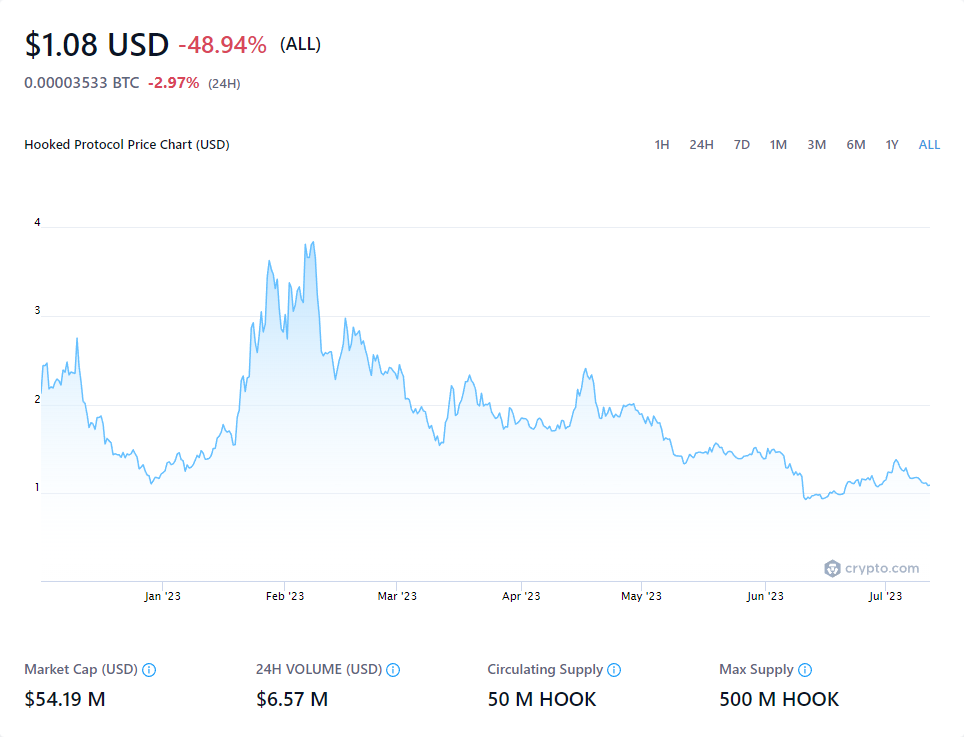 $1.08 USD -48.94% (ALL)
0.00003533 BTC -2.97% (24H)
Hooked Protocol Price Chart (USD) 1H 24H 7D 1M 3M 6M 1Y ALL
4
3
2
1
crypto.com
Jan '23 Feb '23 Mar '23 Apr '23 May '23 Jun '23 Jul '23
Market Cap (USD) 24H VOLUME (USD) Circulating Supply Max Supply
$54.19 M $6.57 M 50 M HOOK 500 M HOOK